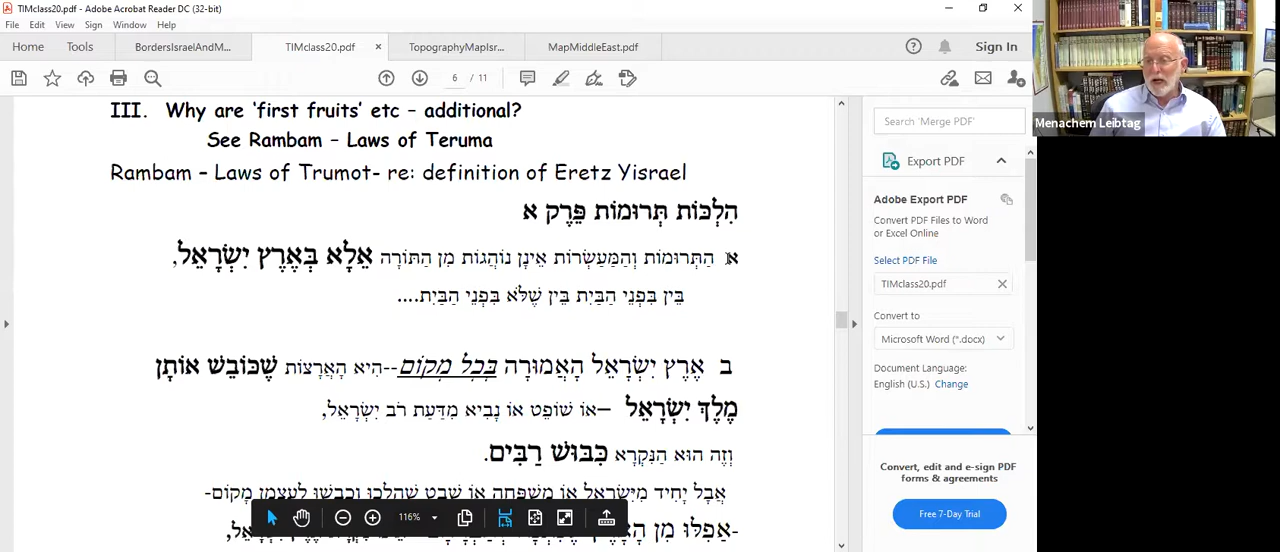 TIMclass20.pdf - Adobe Acrobat Reader DC (32-bit)
File Edit View Sign Window Help
Home Tools BordersIsraelAndM... TIMclass20.pdf TopographyMapIsr... MapMiddleEast.pdf Sign In
6 / 11
III. Why are 'first fruits' etc – additional?
See Rambam – Laws of Teruma
Rambam – Laws of Trumot- re: definition of Eretz Yisrael
הִלְכּוֹת תְּרוּמוֹת פֵּרֶק א
א הַתְּרוּמוֹת וְהַמַּעַשְׂרוֹת אֵינָן נוֹהֲגוֹת מִן הַתּוֹרָה אֵלָא בְּאֶרֶץ יִשְׂרָאֵל,
בֵּין בִּפְנֵי הַבַּיִת בֵּין שֶׁלֹּא בִּפְנֵי הַבַּיִת....
ב אֶרֶץ יִשְׂרָאֵל הָאֲמוּרָה בְּכָל מָקוֹם--הִיא הָאֲרָצוֹת שֶׁכּוֹבֵשׁ אוֹתָן
מֶלֶךְ יִשְׂרָאֵל –אוֹ שׁוֹפֵט אוֹ נָבִיא מִדַּעַת רֹב יִשְׂרָאֵל,
וְזֶה הוּא הַנִּקְרָא כִּבּוּשׁ רַבִּים.
אֲבָל יָחִיד מִיִּשְׂרָאֵל אוֹ מִשְׁפָּחָה אוֹ שֵׁבֶט שֶׁהָלְכוּ וְכָבְשׁוּ לְעַצְמָן מָקוֹם-
-אַפִלּוּ מִן
116%
Search 'Merge PDF'
Export PDF
Adobe Export PDF
Convert PDF Files to Word
or Excel Online
Select PDF File
TIMclass20.pdf
Convert to
Microsoft Word (*.docx)
Document Language:
English (U.S.) Change
Convert, edit and e-sign PDF
forms & agreements
Free 7-Day Trial
Menachem Leibtag